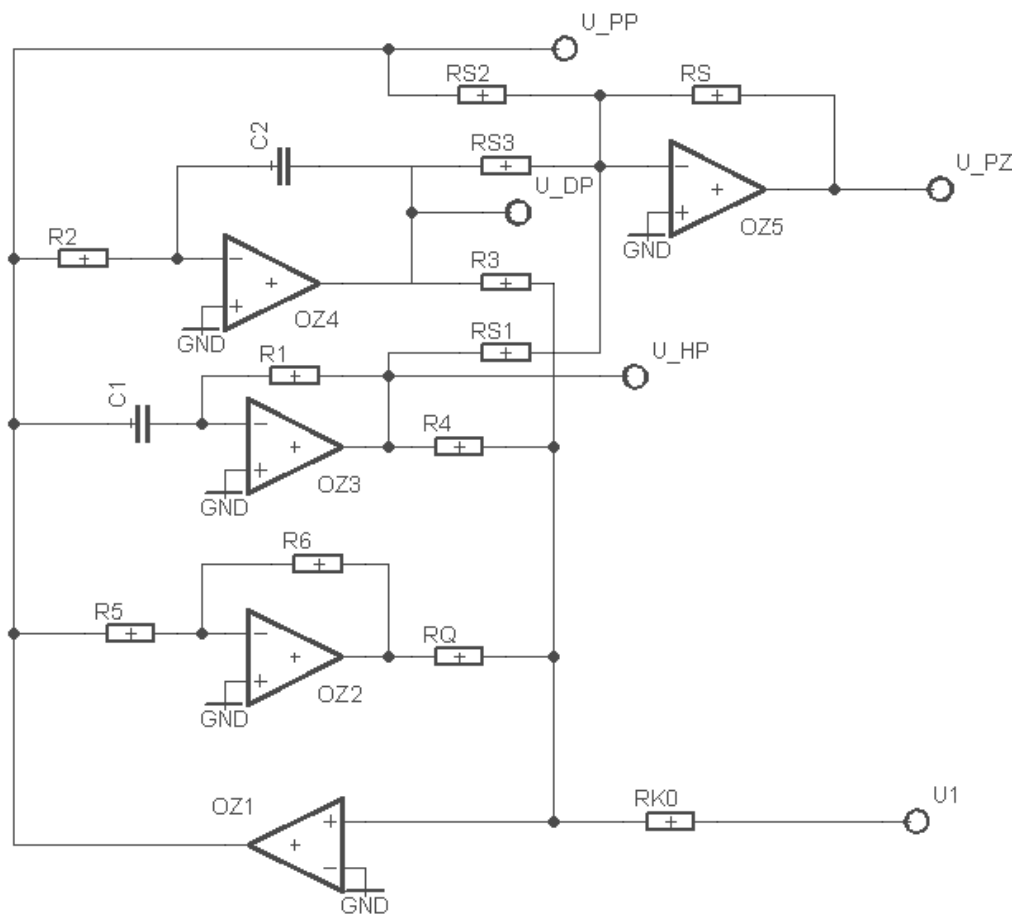 U_PP
RS2
RS
C2
RS3
U_DP
U_PZ
GND
OZ5
R2
R3
GND
OZ4
RS1
U_HP
R1
C1
R4
GND
OZ3
R6
R5
RQ
GND
OZ2
OZ1
RK0
U1
GND